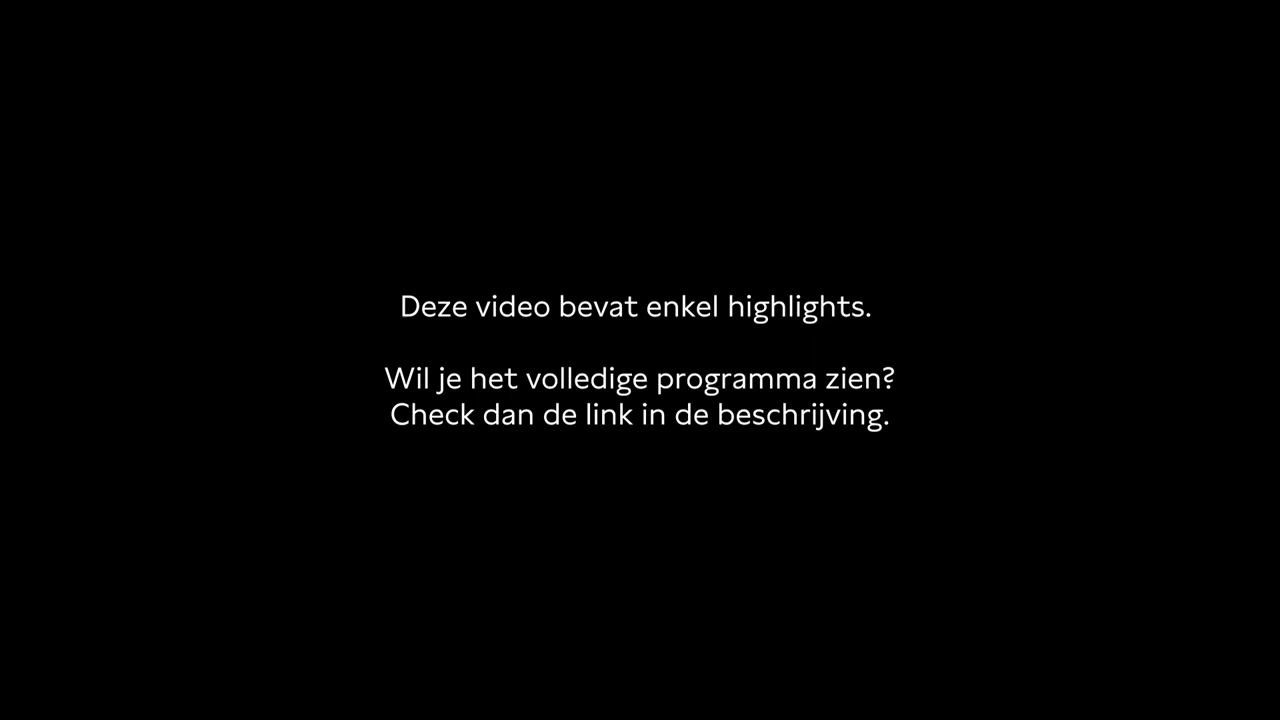 Deze video bevat enkel highlights.
Wil je het volledige programma zien?
Check dan de link in de beschrijving.